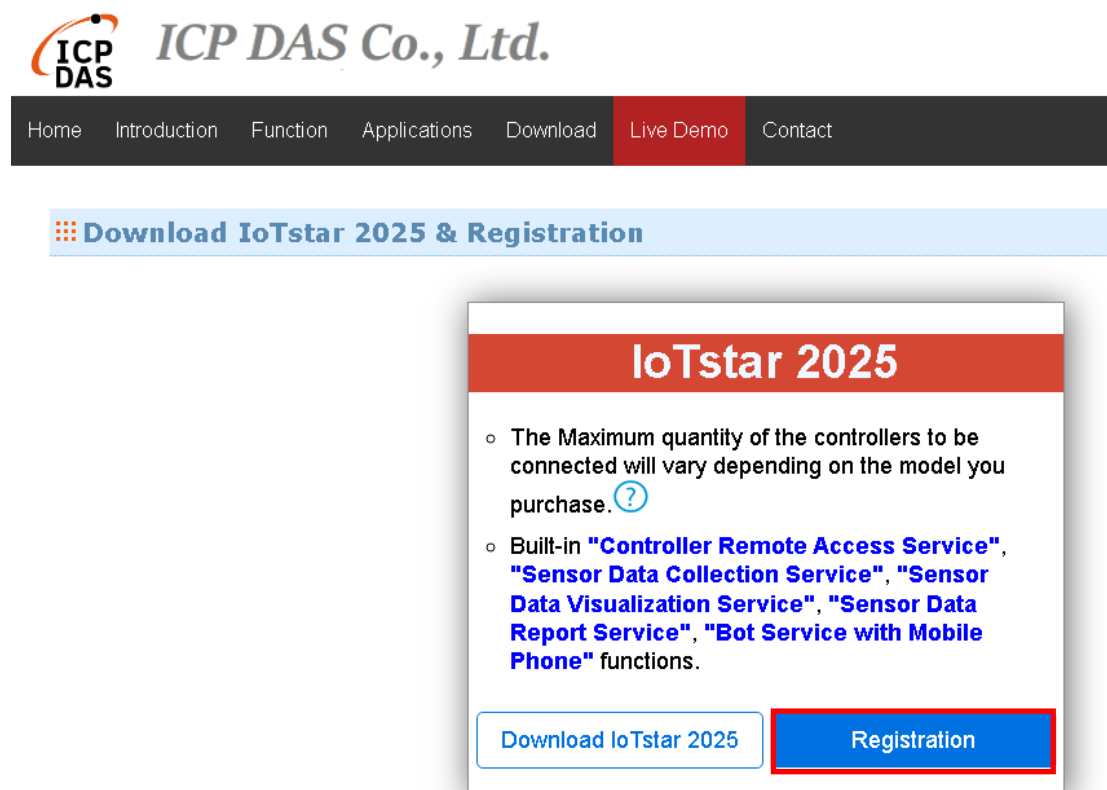 ICP
DAS
ICP DAS Co., Ltd.
Home Introduction Function Applications Download Live Demo Contact
Download IoTstar 2025 & Registration
IoTstar 2025
The Maximum quantity of the controllers to be
connected will vary depending on the model you
purchase. ?
Built-in "Controller Remote Access Service",
"Sensor Data Collection Service", "Sensor
Data Visualization Service", "Sensor Data
Report Service", "Bot Service with Mobile
Phone" functions.
Download IoTstar 2025 Registration